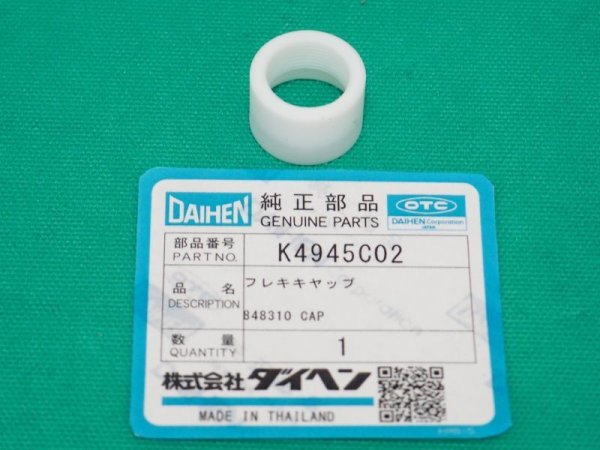 DAIHEN
純正部品
GENUINE PARTS
OTC
DAIHEN Corporation
JAPAN
部品番号
PART NO.
K4945C02
品名
DESCRIPTION
フレキキヤップ
848310 CAP
数量
QUANTITY
1
株式会社ダイヘン
MADE IN THAILAND